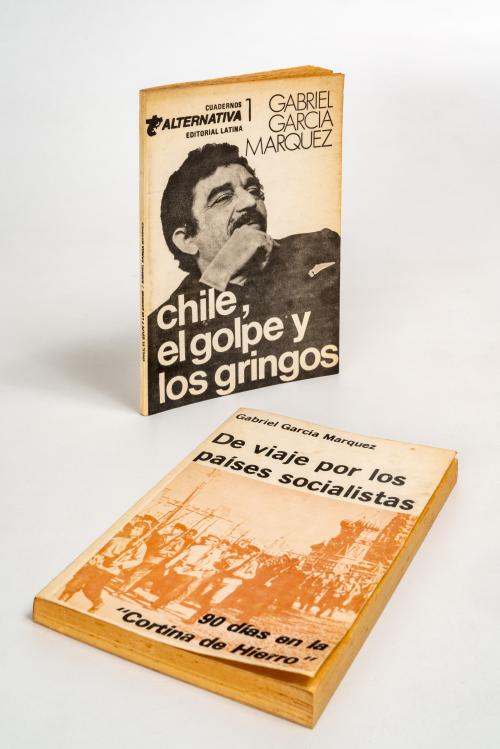 CUADERNOS
ALTERNATIVA 1
EDITORIAL LATINA
GABRIEL
GARCIA
MARQUEZ
chile,
el golpe y
los gringos
Gabriel García Marquez
De viaje por los
países socialistas
90 días en la
"Cortina de Hierro"